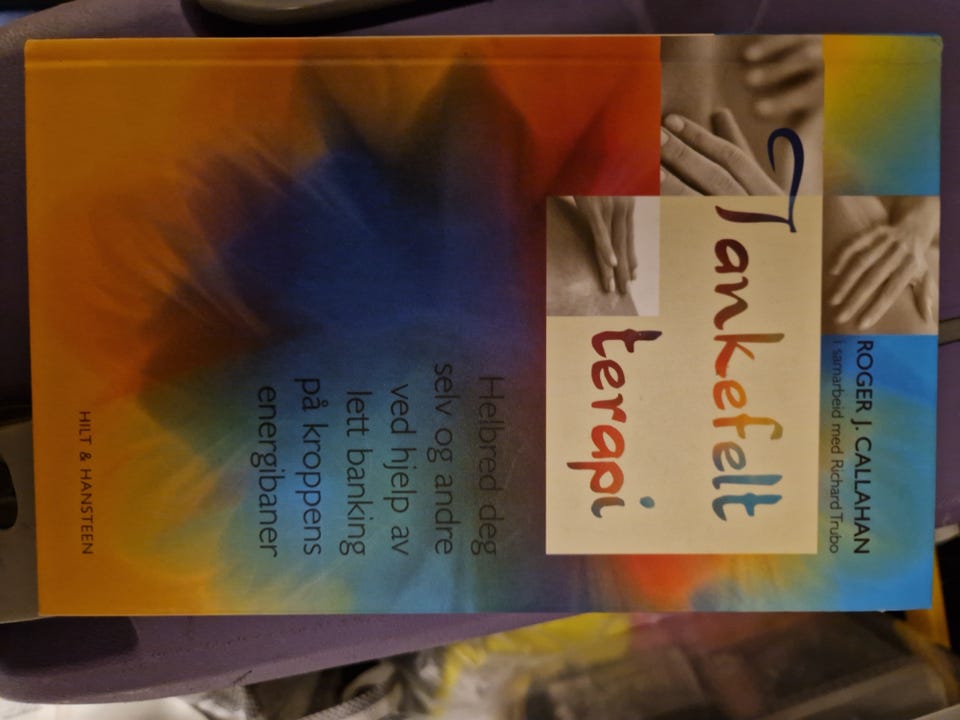 ROGER J. CALLAHAN
i samarbeid med Richard Trubo
Tankefelt
terapi
Helbred deg
selv og andre
ved hjelp av
lett banking
på kroppens
energibaner
HILT & HANSTEEN